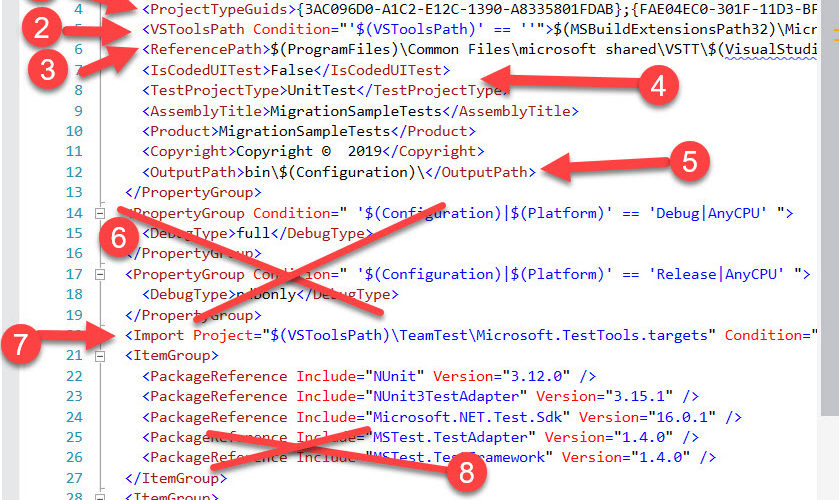 4 <ProjectTypeGuids>{3AC096D0-A1C2-E12C-1390-A8335801FDAB};{FAE04EC0-301F-11D3-BF
2 5 <VSToolsPath Condition="'$(VSToolsPath)' == ''">$(MSBuildExtensionsPath32)\Micr
3 6 <ReferencePath>$(ProgramFiles)\Common Files\microsoft shared\VSTT\$(VisualStudi
7 <IsCodedUITest>False</IsCodedUITest>
8 <TestProjectType>UnitTest</TestProjectType> 4
9 <AssemblyTitle>MigrationSampleTests</AssemblyTitle>
10 <Product>MigrationSampleTests</Product>
11 <Copyright>Copyright © 2019</Copyright>
12 <OutputPath>bin\$(Configuration)\</OutputPath> 5
13 </PropertyGroup>
14 <PropertyGroup Condition=" '$(Configuration)|$(Platform)' == 'Debug|AnyCPU' ">
6 15 <DebugType>full</DebugType>
16 </PropertyGroup>
17 <PropertyGroup Condition=" '$(Configuration)|$(Platform)' == 'Release|AnyCPU' ">
18 <DebugType>pdbonly</DebugType>
19 </PropertyGroup>
7 20 <Import Project="$(VSToolsPath)\TeamTest\Microsoft.TestTools.targets" Condition="
21 <ItemGroup>
22 <PackageReference Include="NUnit" Version="3.12.0" />
23 <PackageReference Include="NUnit3TestAdapter" Version="3.15.1" />
24 <PackageReference Include="Microsoft.NET.Test.Sdk" Version="16.0.1" />
25 <PackageReference Include="MSTest.TestAdapter" Version="1.4.0" />
26 <PackageReference Include="MSTest.TestFramework" Version="1.4.0" />
8
27 </ItemGroup>
28 <ItemGroup>